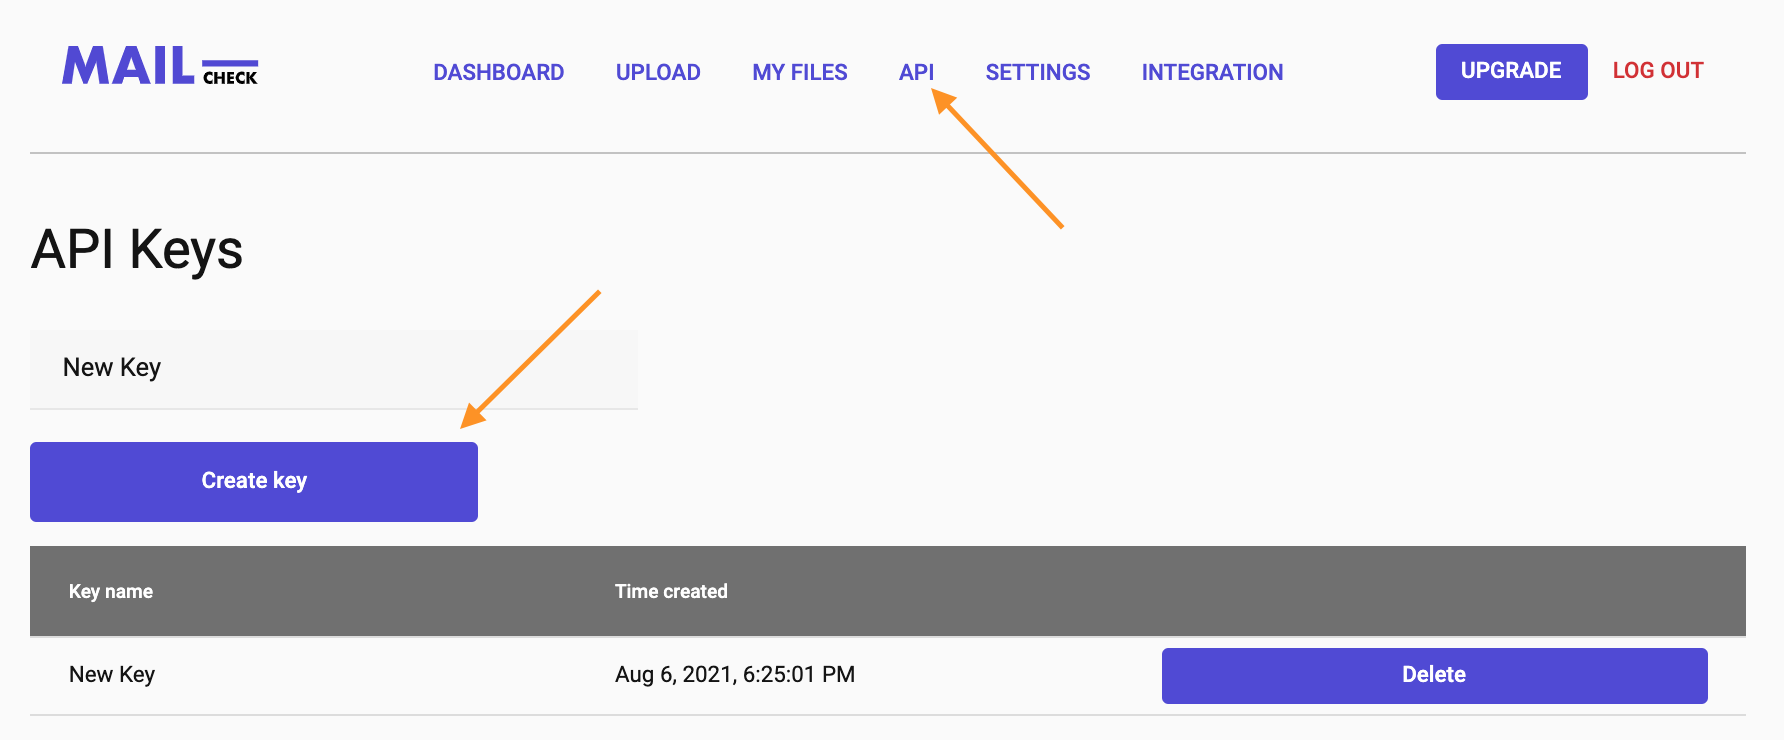 MAIL CHECK
DASHBOARD UPLOAD MY FILES API SETTINGS INTEGRATION UPGRADE LOG OUT
API Keys
New Key
Create key
Key name Time created
New Key Aug 6, 2021, 6:25:01 PM Delete